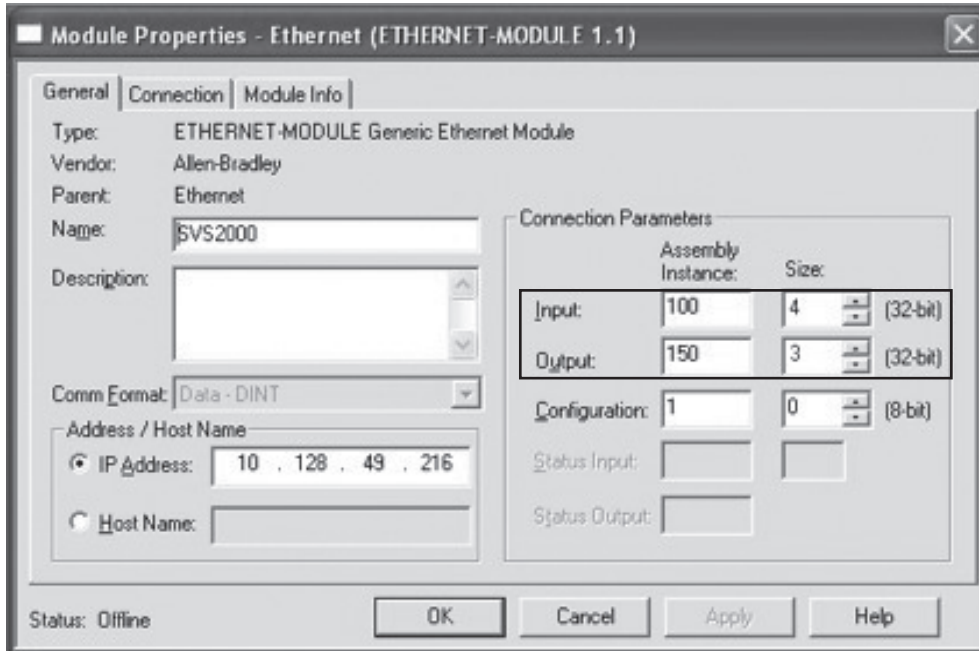 Module Properties - Ethernet (ETHERNET-MODULE 1.1)
General
Connection
Module Info
Type: ETHERNET-MODULE Generic Ethernet Module
Vendor: Allen-Bradley
Parent: Ethernet
Name: SVS2000
Description:
Comm Format: Data - DINT
Address / Host Name
IP Address: 10 . 128 . 49 . 216
Host Name:
Connection Parameters
Assembly Instance: Size:
Input: 100 4 (32-bit)
Output: 150 3 (32-bit)
Configuration: 1 0 (8-bit)
Status Input:
Status Output:
Status: Offline
OK
Cancel
Apply
Help